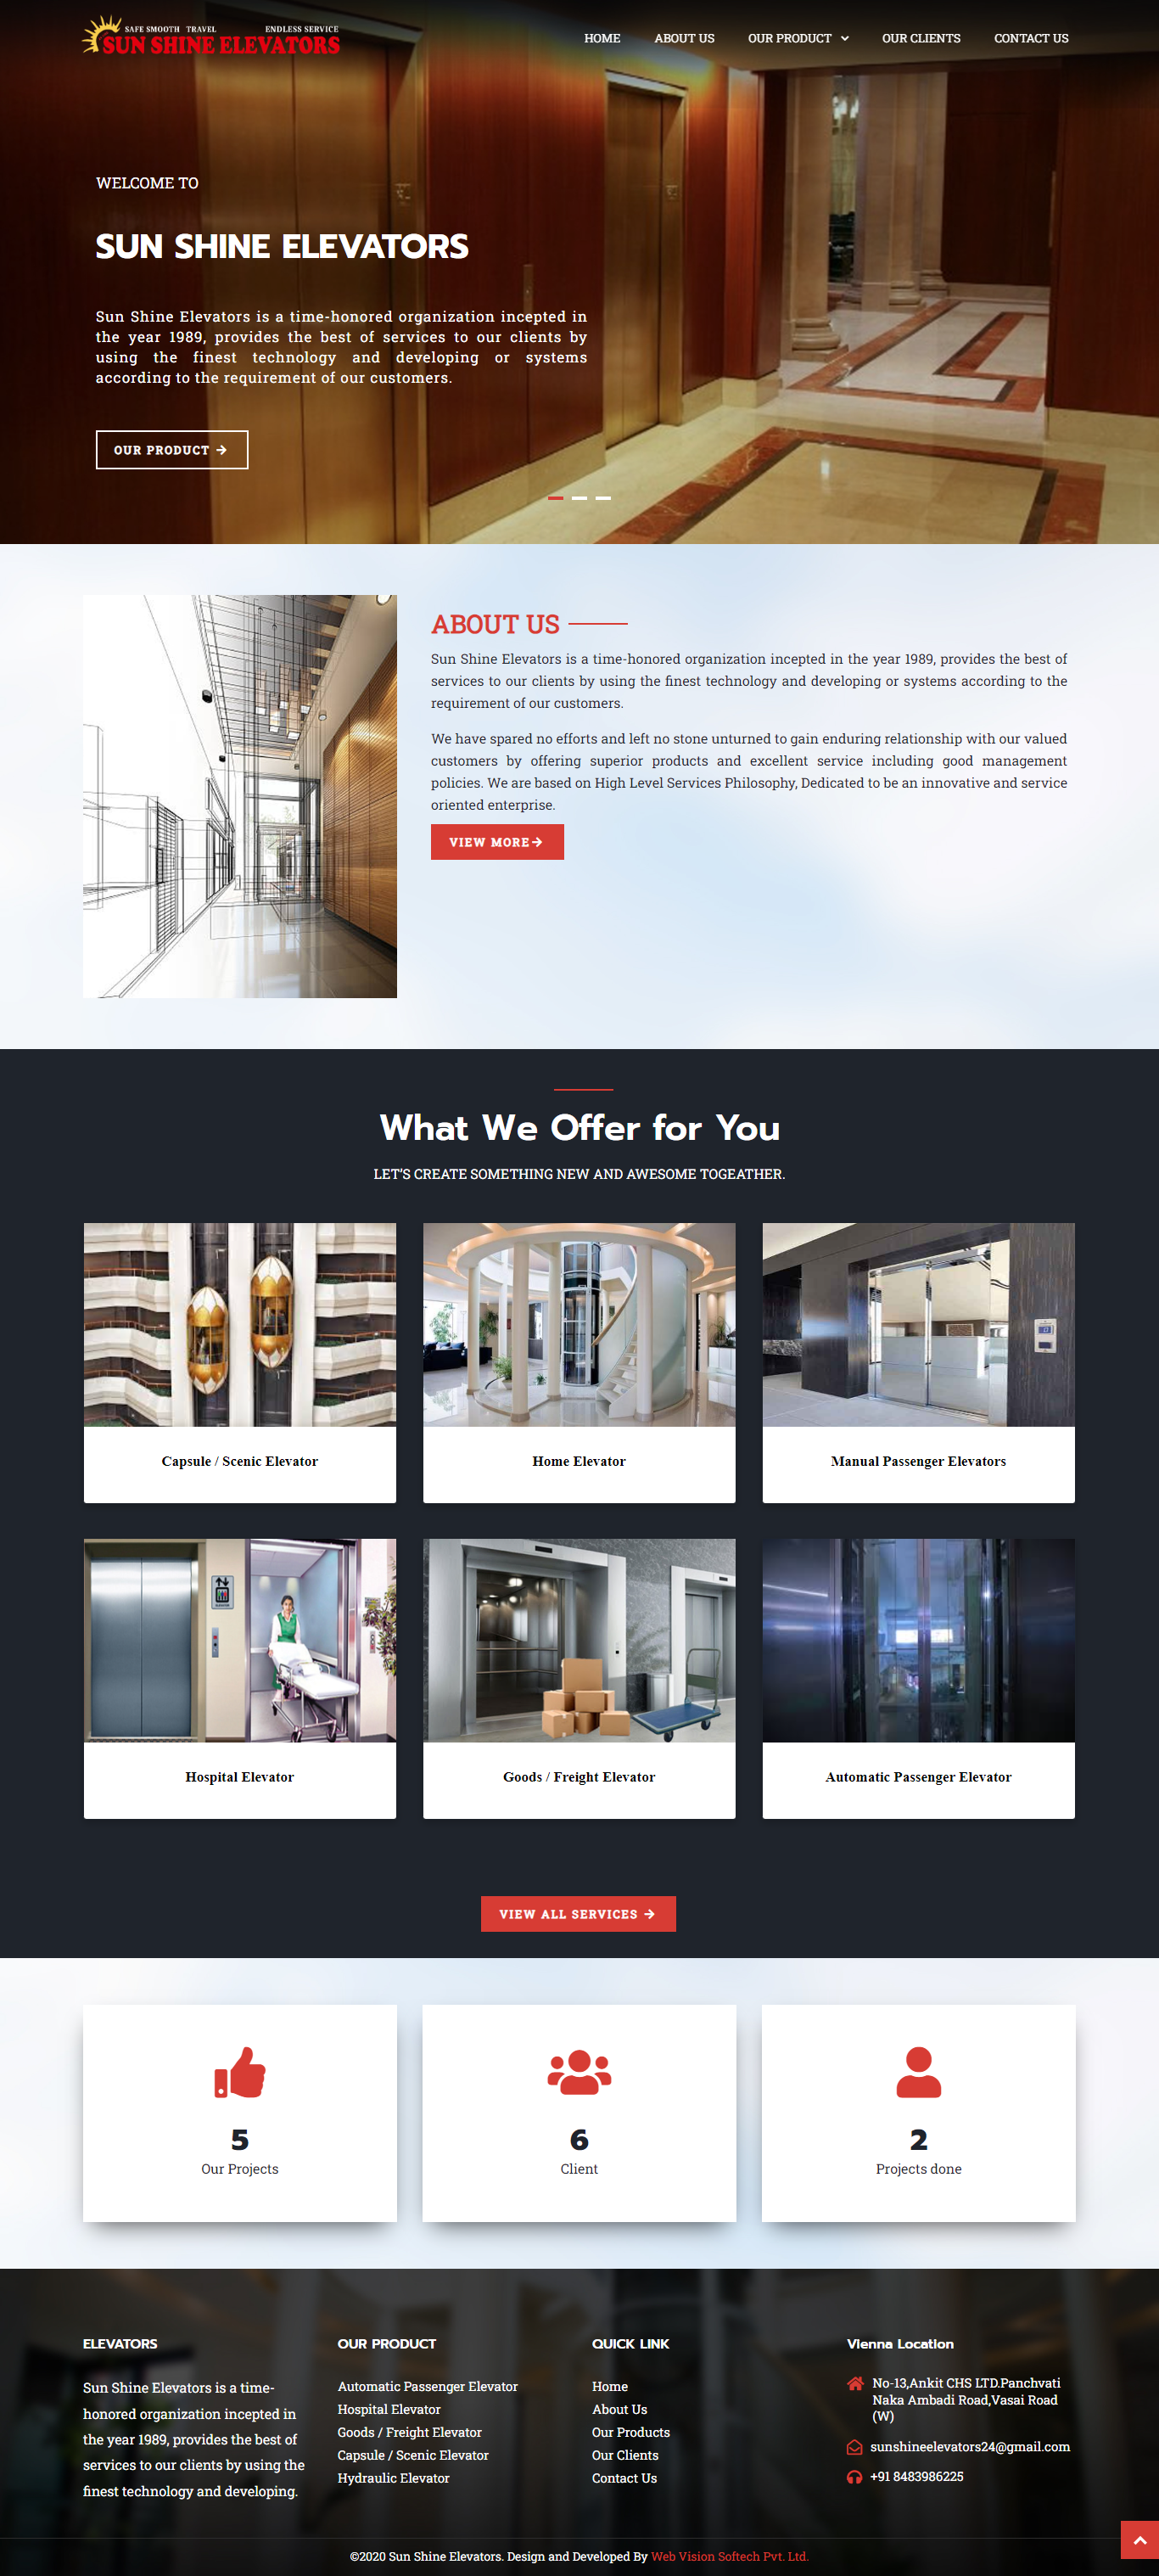 SAFE SMOOTH TRAVEL ENDLESS SERVICE
SUN SHINE ELEVATORS
HOME ABOUT US OUR PRODUCT OUR CLIENTS CONTACT US
WELCOME TO
SUN SHINE ELEVATORS
Sun Shine Elevators is a time-honored organization incepted in
the year 1989, provides the best of services to our clients by
using the finest technology and developing or systems
according to the requirement of our customers.
OUR PRODUCT
ABOUT US
Sun Shine Elevators is a time-honored organization incepted in the year 1989, provides the best of
services to our clients by using the finest technology and developing or systems according to the
requirement of our customers.
We have spared no efforts and left no stone unturned to gain enduring relationship with our valued
customers by offering superior products and excellent service including good management
policies. We are based on High Level Services Philosophy, Dedicated to be an innovative and service
oriented enterprise.
VIEW MORE
What We Offer for You
LET'S CREATE SOMETHING NEW AND AWESOME TOGEATHER.
Capsule / Scenic Elevator
Home Elevator
Manual Passenger Elevators
Hospital Elevator
Goods / Freight Elevator
Automatic Passenger Elevator
VIEW ALL SERVICES
5
Our Projects
6
Client
2
Projects done
ELEVATORS
Sun Shine Elevators is a time-
honored organization incepted in
the year 1989, provides the best of
services to our clients by using the
finest technology and developing.
OUR PRODUCT
Automatic Passenger Elevator
Hospital Elevator
Goods / Freight Elevator
Capsule / Scenic Elevator
Hydraulic Elevator
QUICK LINK
Home
About Us
Our Products
Our Clients
Contact Us
Vienna Location
No-13,Ankit CHS LTD.Panchvati
Naka Ambadi Road,Vasai Road
(W)
sunshineelevators24@gmail.com
+91 8483986225
©2020 Sun Shine Elevators. Design and Developed By Web Vision Softech Pvt. Ltd.